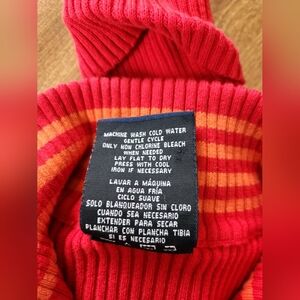 MACHINE WASH COLD WATER
GENTLE CYCLE
ONLY NON CHLORINE BLEACH
WHEN NEEDED
LAY FLAT TO DRY
PRESS WITH COOL
IRON IF NECESSARY
LAVAR A MÁQUINA
EN AGUA FRIA
CICLO SUAVE
SOLO BLANQUEADOR SIN CLORO
CUANDO SEA NECESARIO
EXTENDER PARA SECAR
PLANCHAR CON PLANCHA TIBIA
SI ES NECESARIO